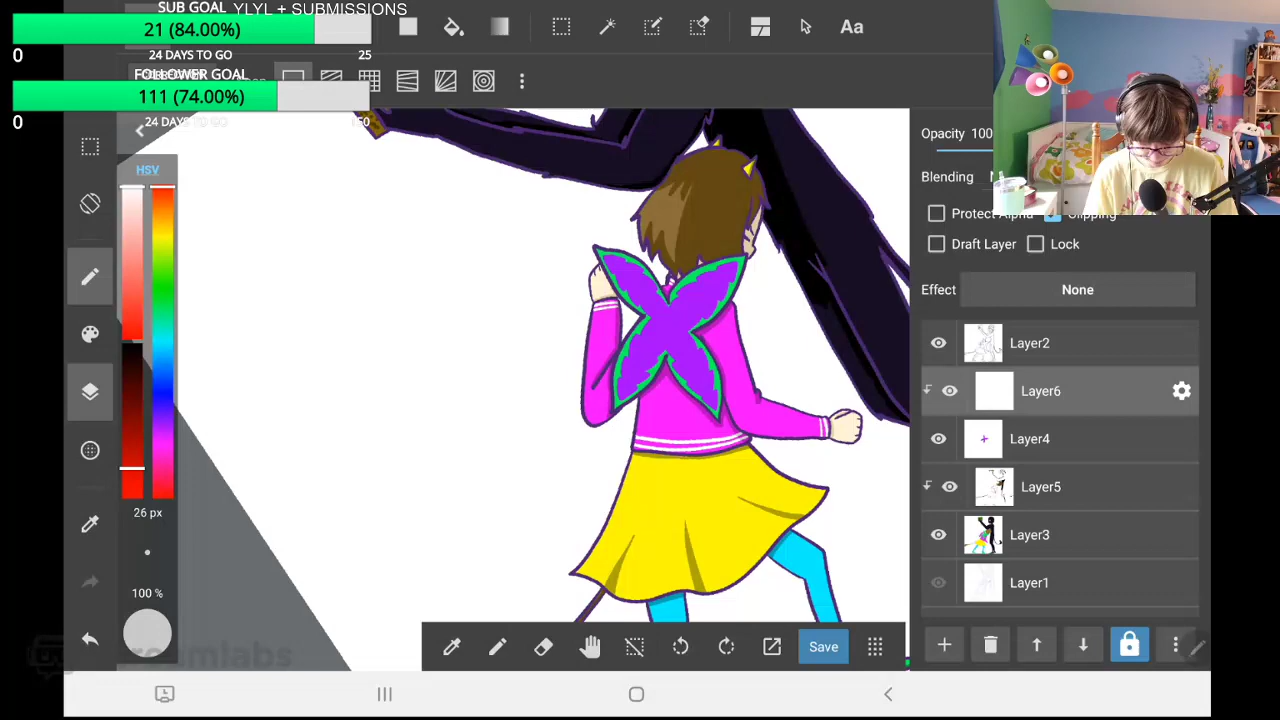 SUB GOAL
YLYL + SUBMISSIONS
21 (84.00%)
0
24 DAYS TO GO
25
FOLLOWER GOAL
111 (74.00%)
0
24 DAYS TO GO
Aa
HSV
26 px
100 %
Opacity 100
Blending
Protect Alpha
Clipping
Draft Layer
Lock
Effect
None
Layer2
Layer6
Layer4
Layer5
Layer3
Layer1
Save